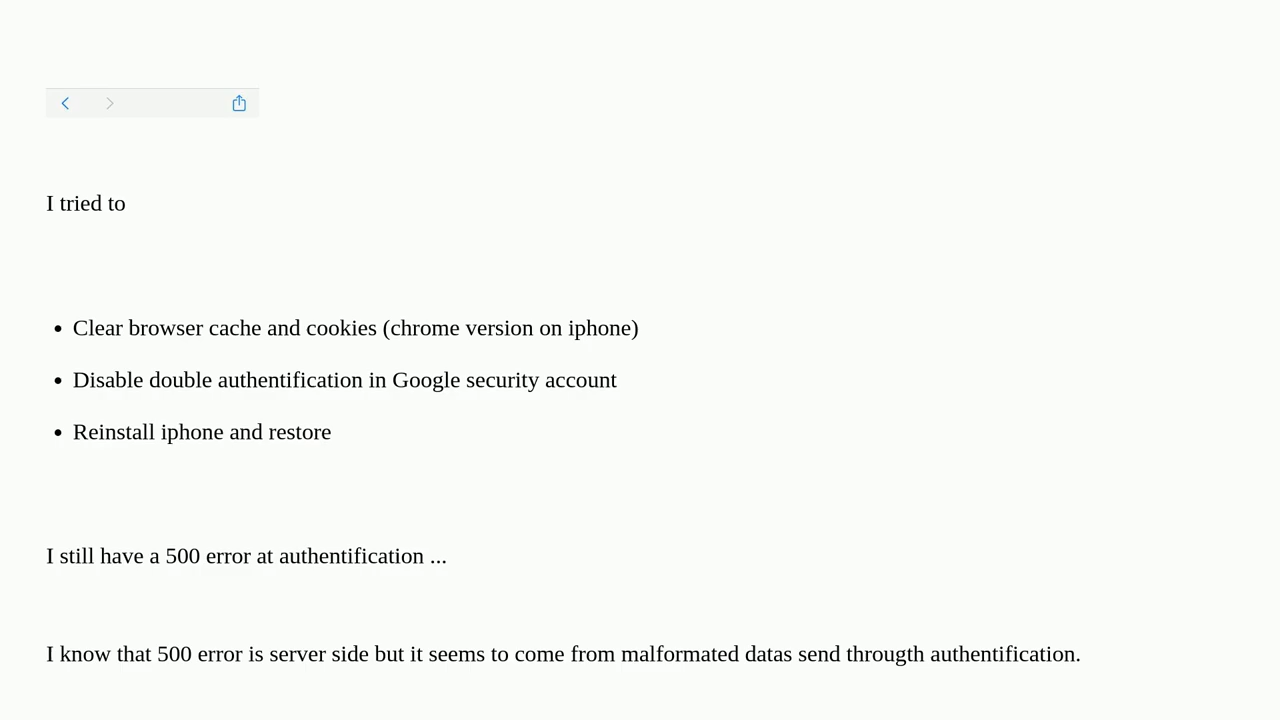 I tried to
Clear browser cache and cookies (chrome version on iphone)
Disable double authentification in Google security account
Reinstall iphone and restore
I still have a 500 error at authentification ...
I know that 500 error is server side but it seems to come from malformated datas send througth authentification.